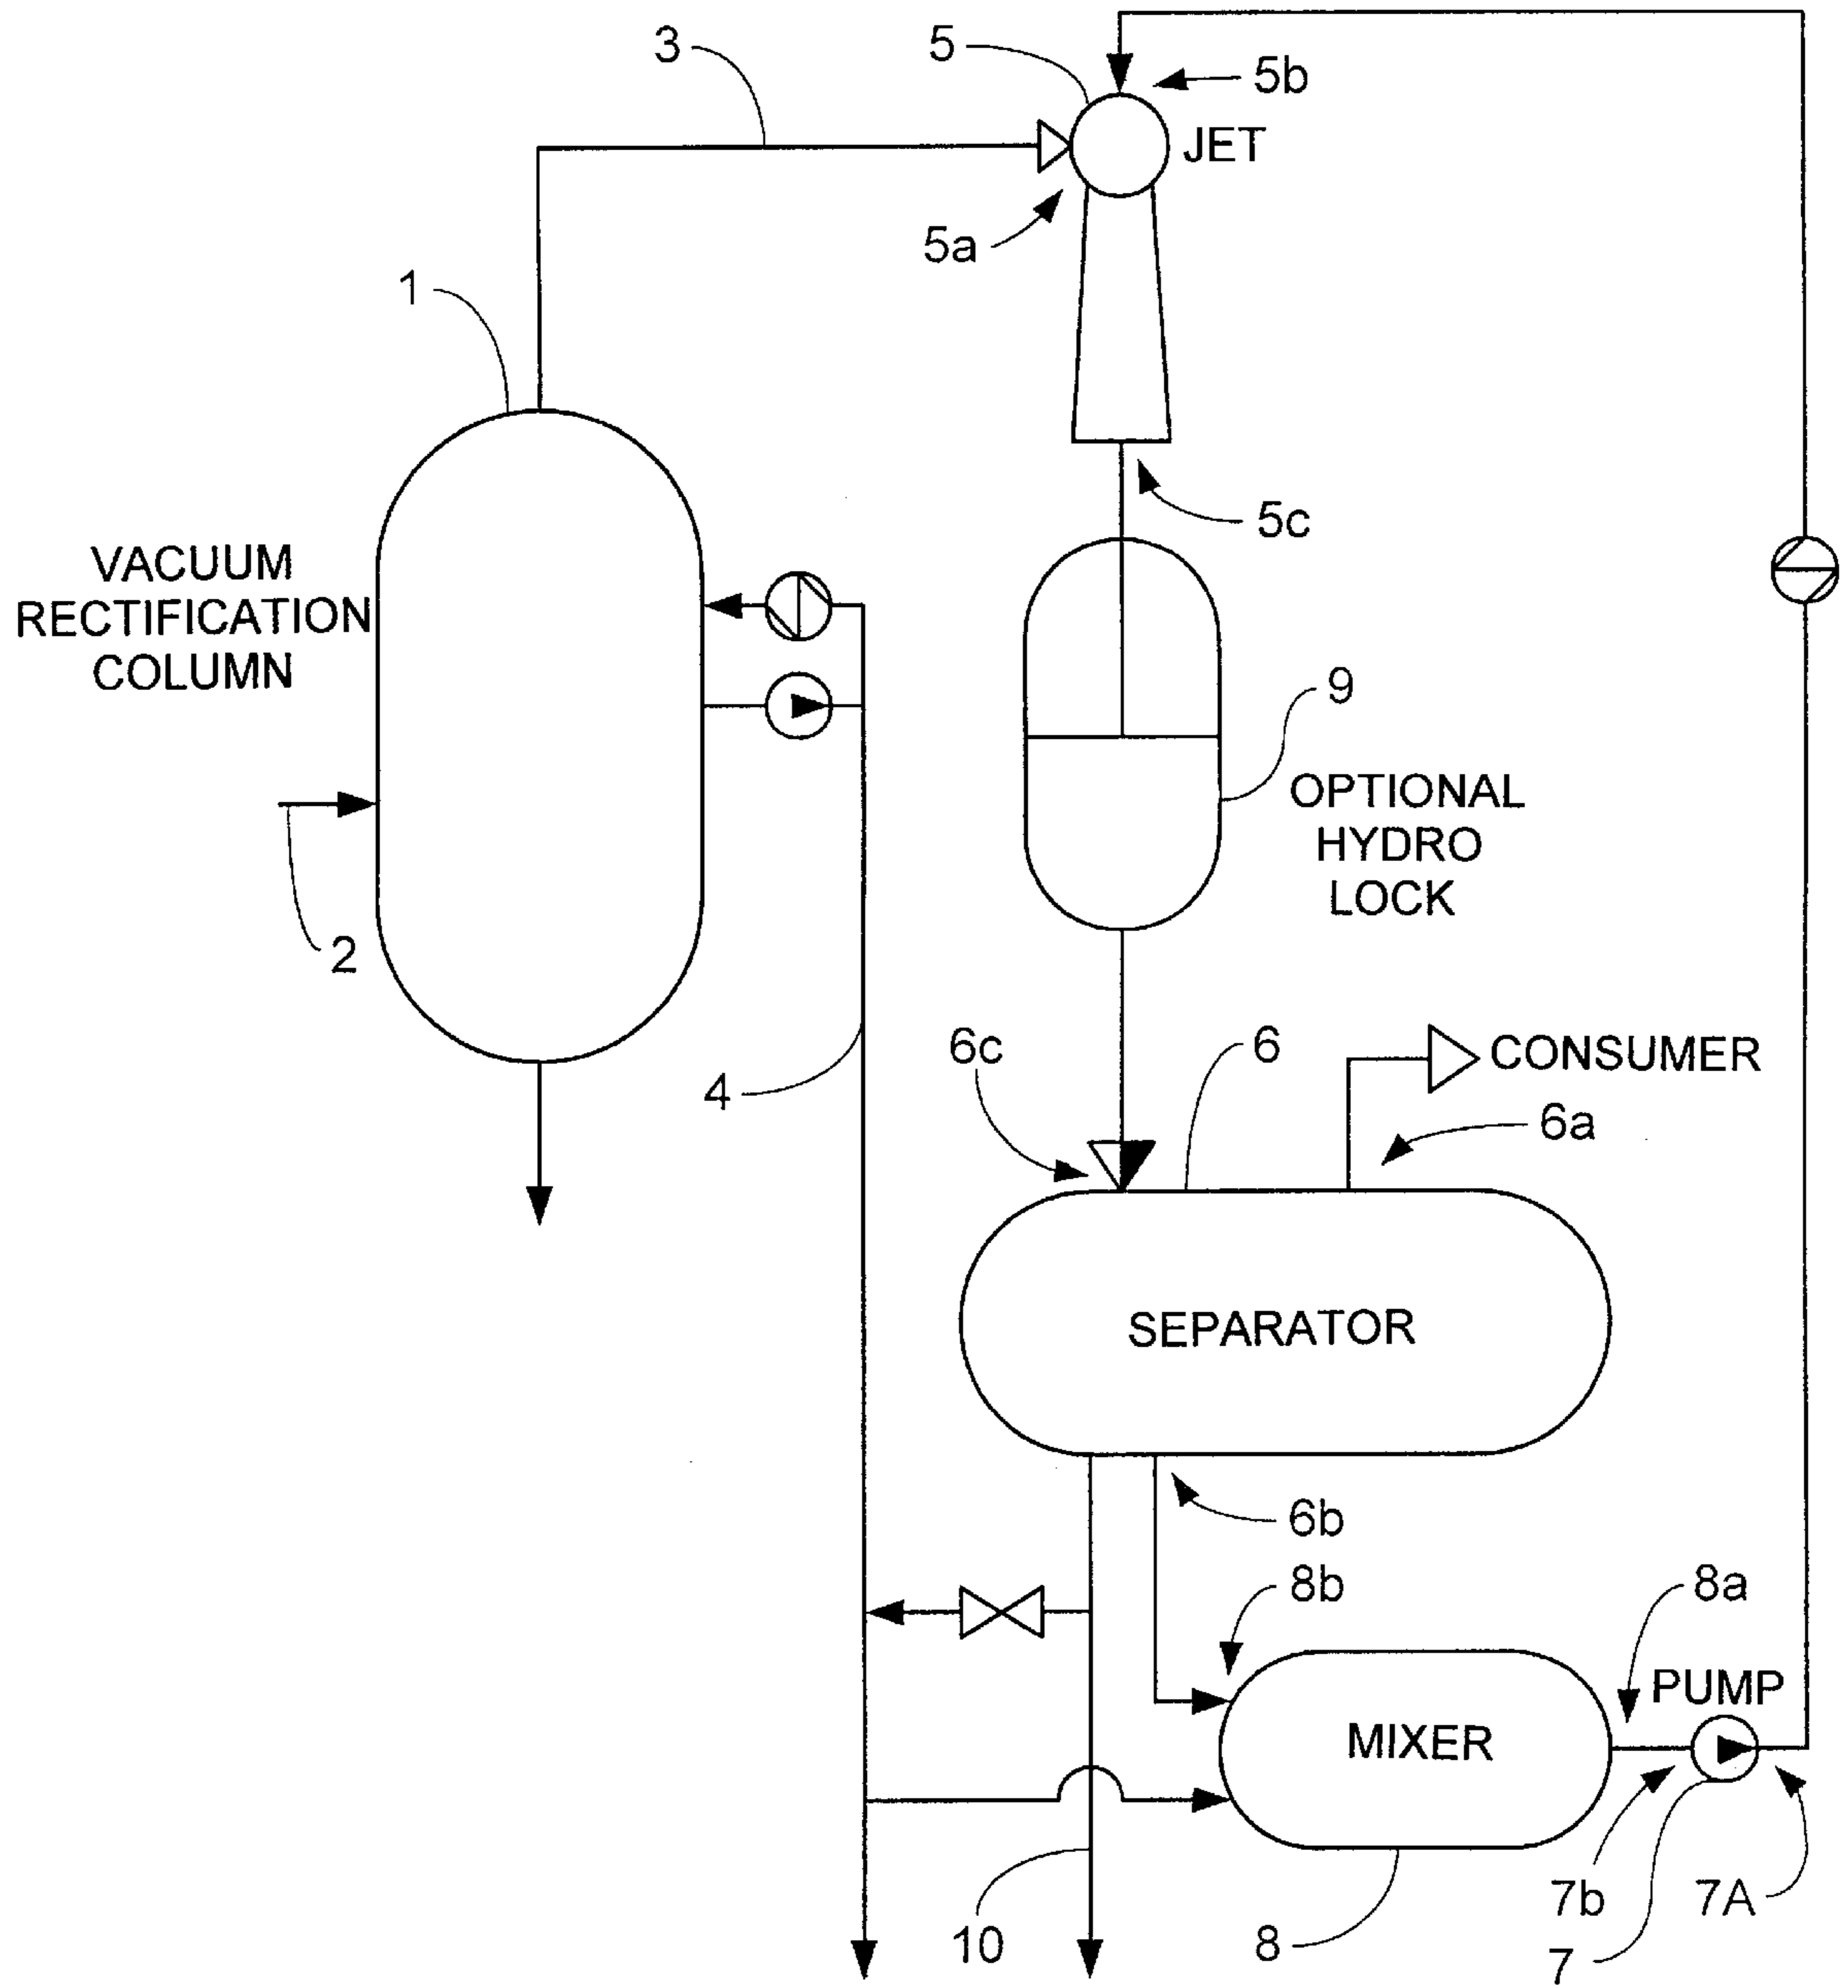 3
5
5b
JET
5a
1
5c
VACUUM
RECTIFICATION
COLUMN
9
OPTIONAL
HYDRO
LOCK
2
6c
6
CONSUMER
4
6a
SEPARATOR
6b
8b
8a
PUMP
MIXER
7b
7A
10
8
7